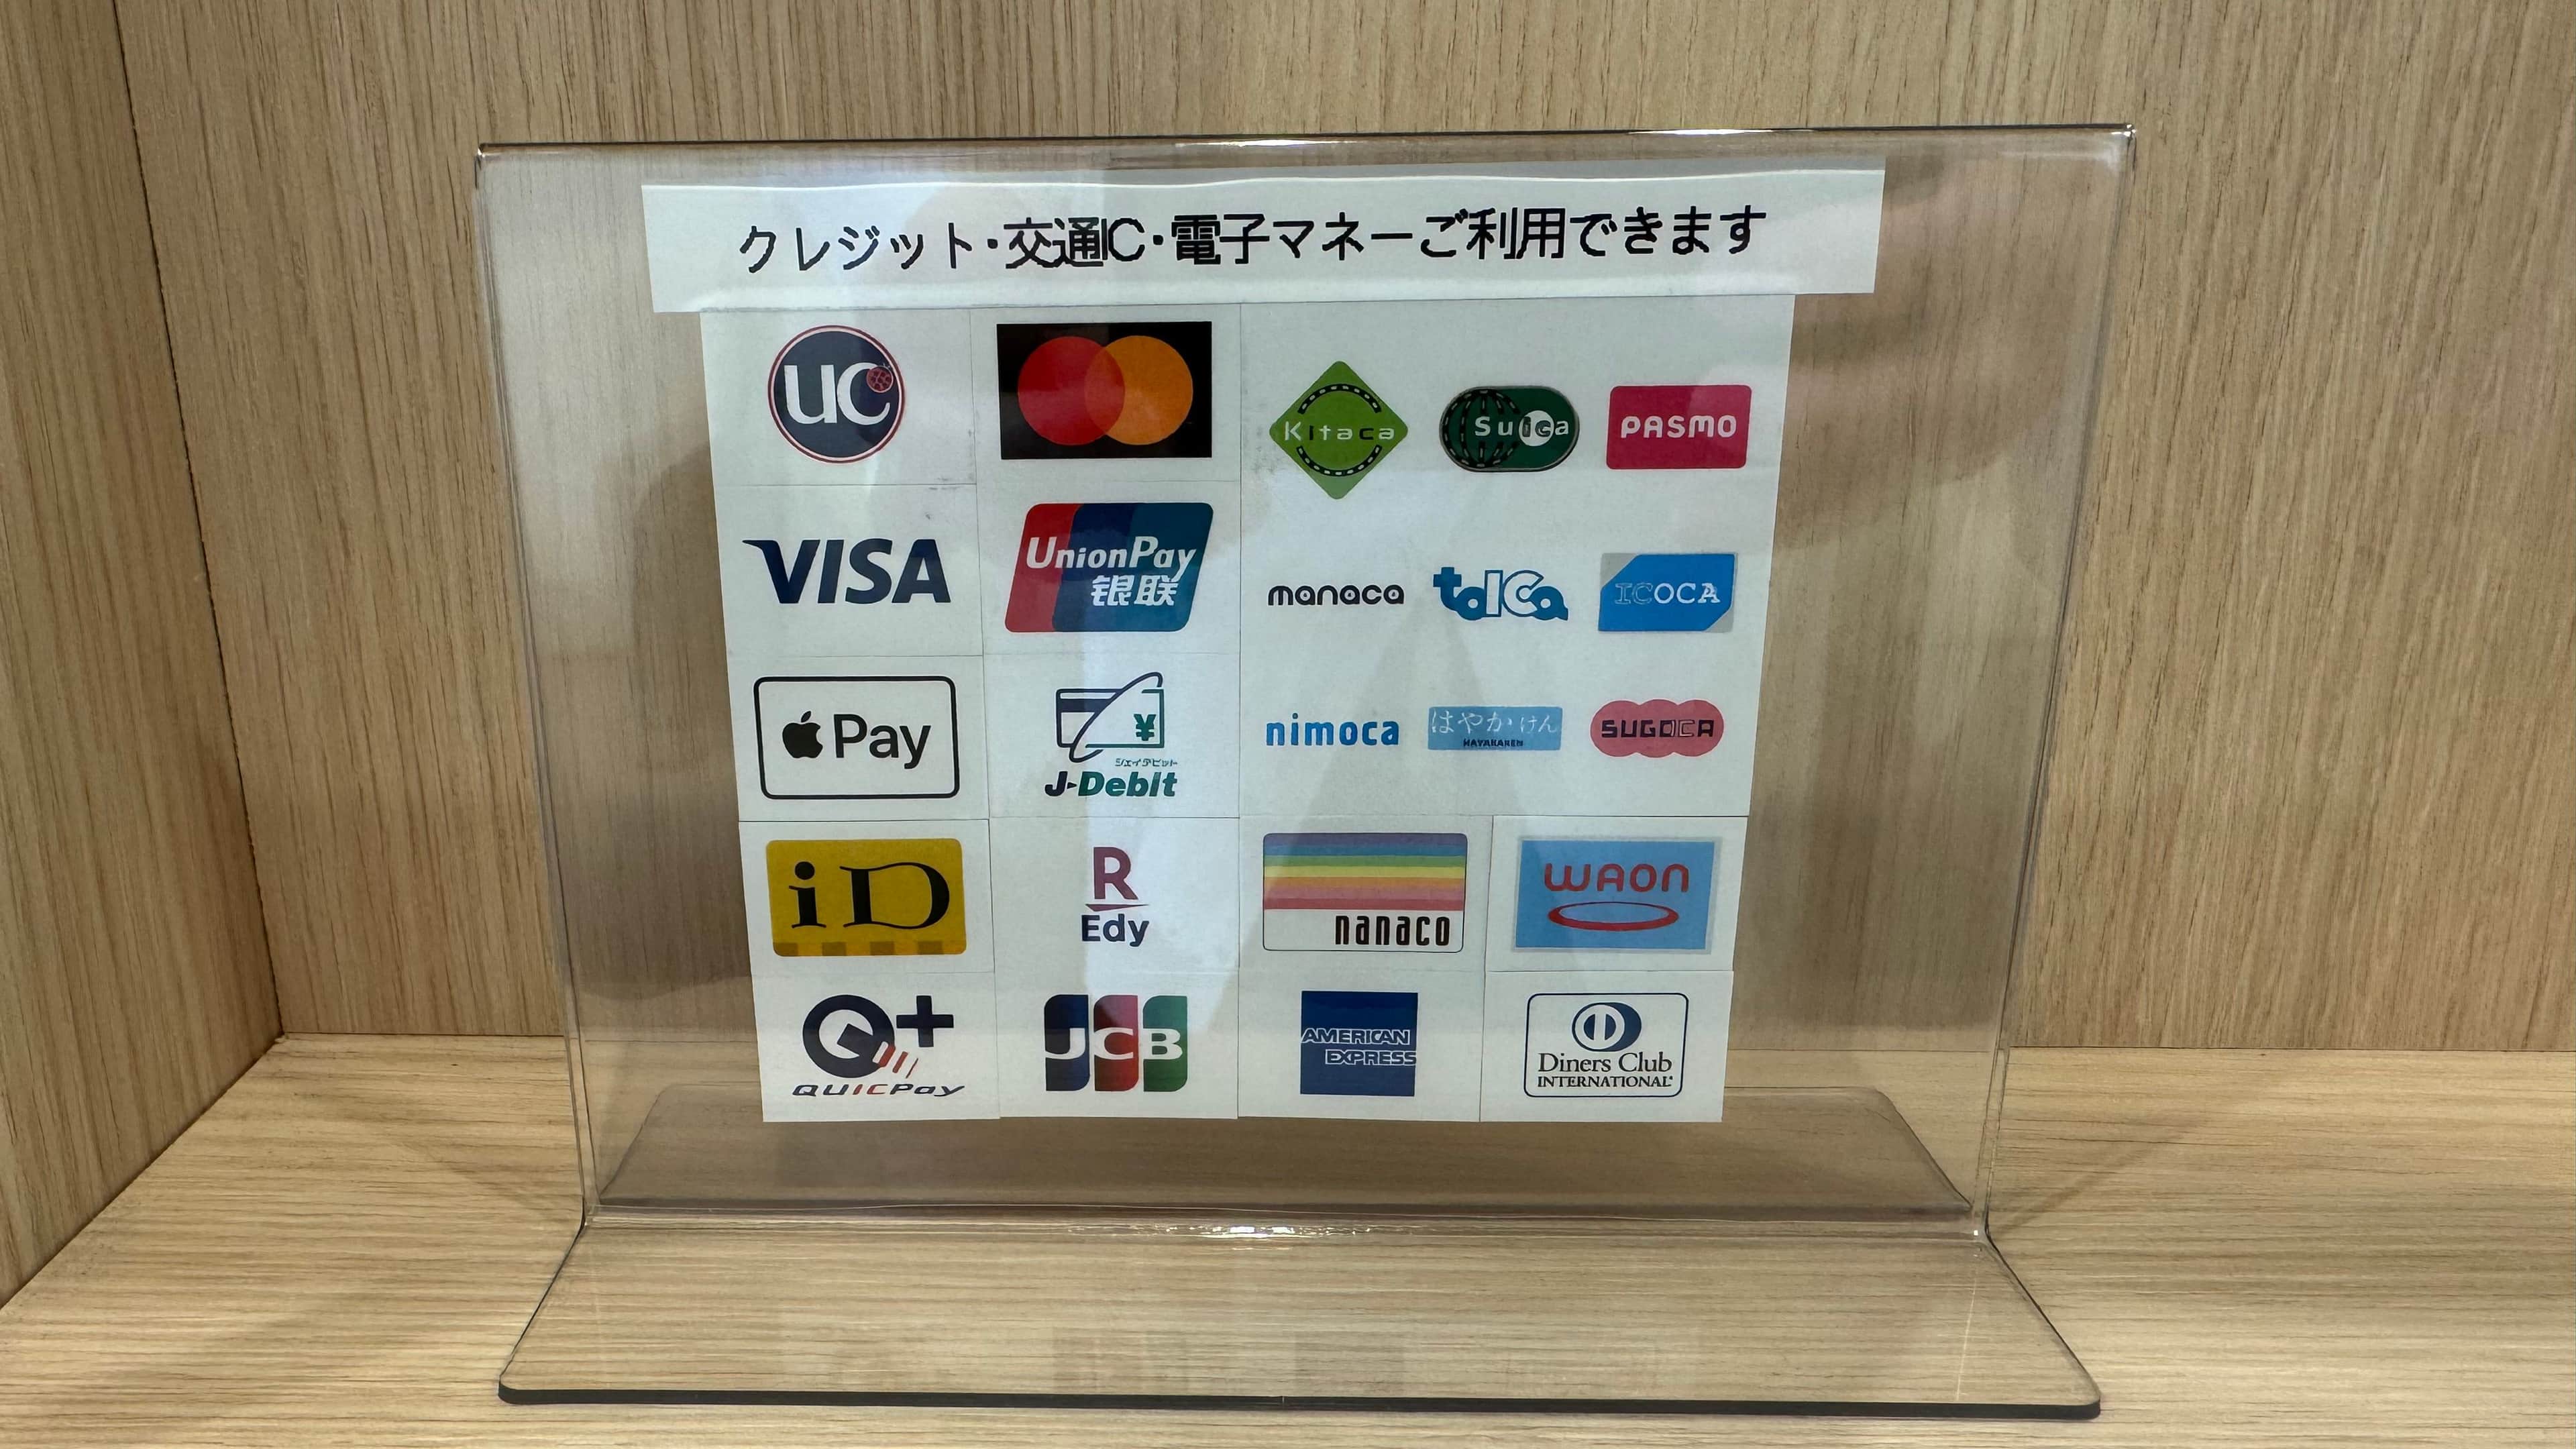 クレジット・交通IC・電子マネーご利用できます
UC
Kitaca Suica PASMO
VISA
UnionPay
银联
manaca toICa ICOCA
Pay
¥
ジェイデビット
J-Debit
nimoca はやかけん SUGOCA
HAYAKAKEN
iD
R
Edy
nanaco
WAON
Q+
QUICPay
JCB
AMERICAN
EXPRESS
Diners Club
INTERNATIONAL®